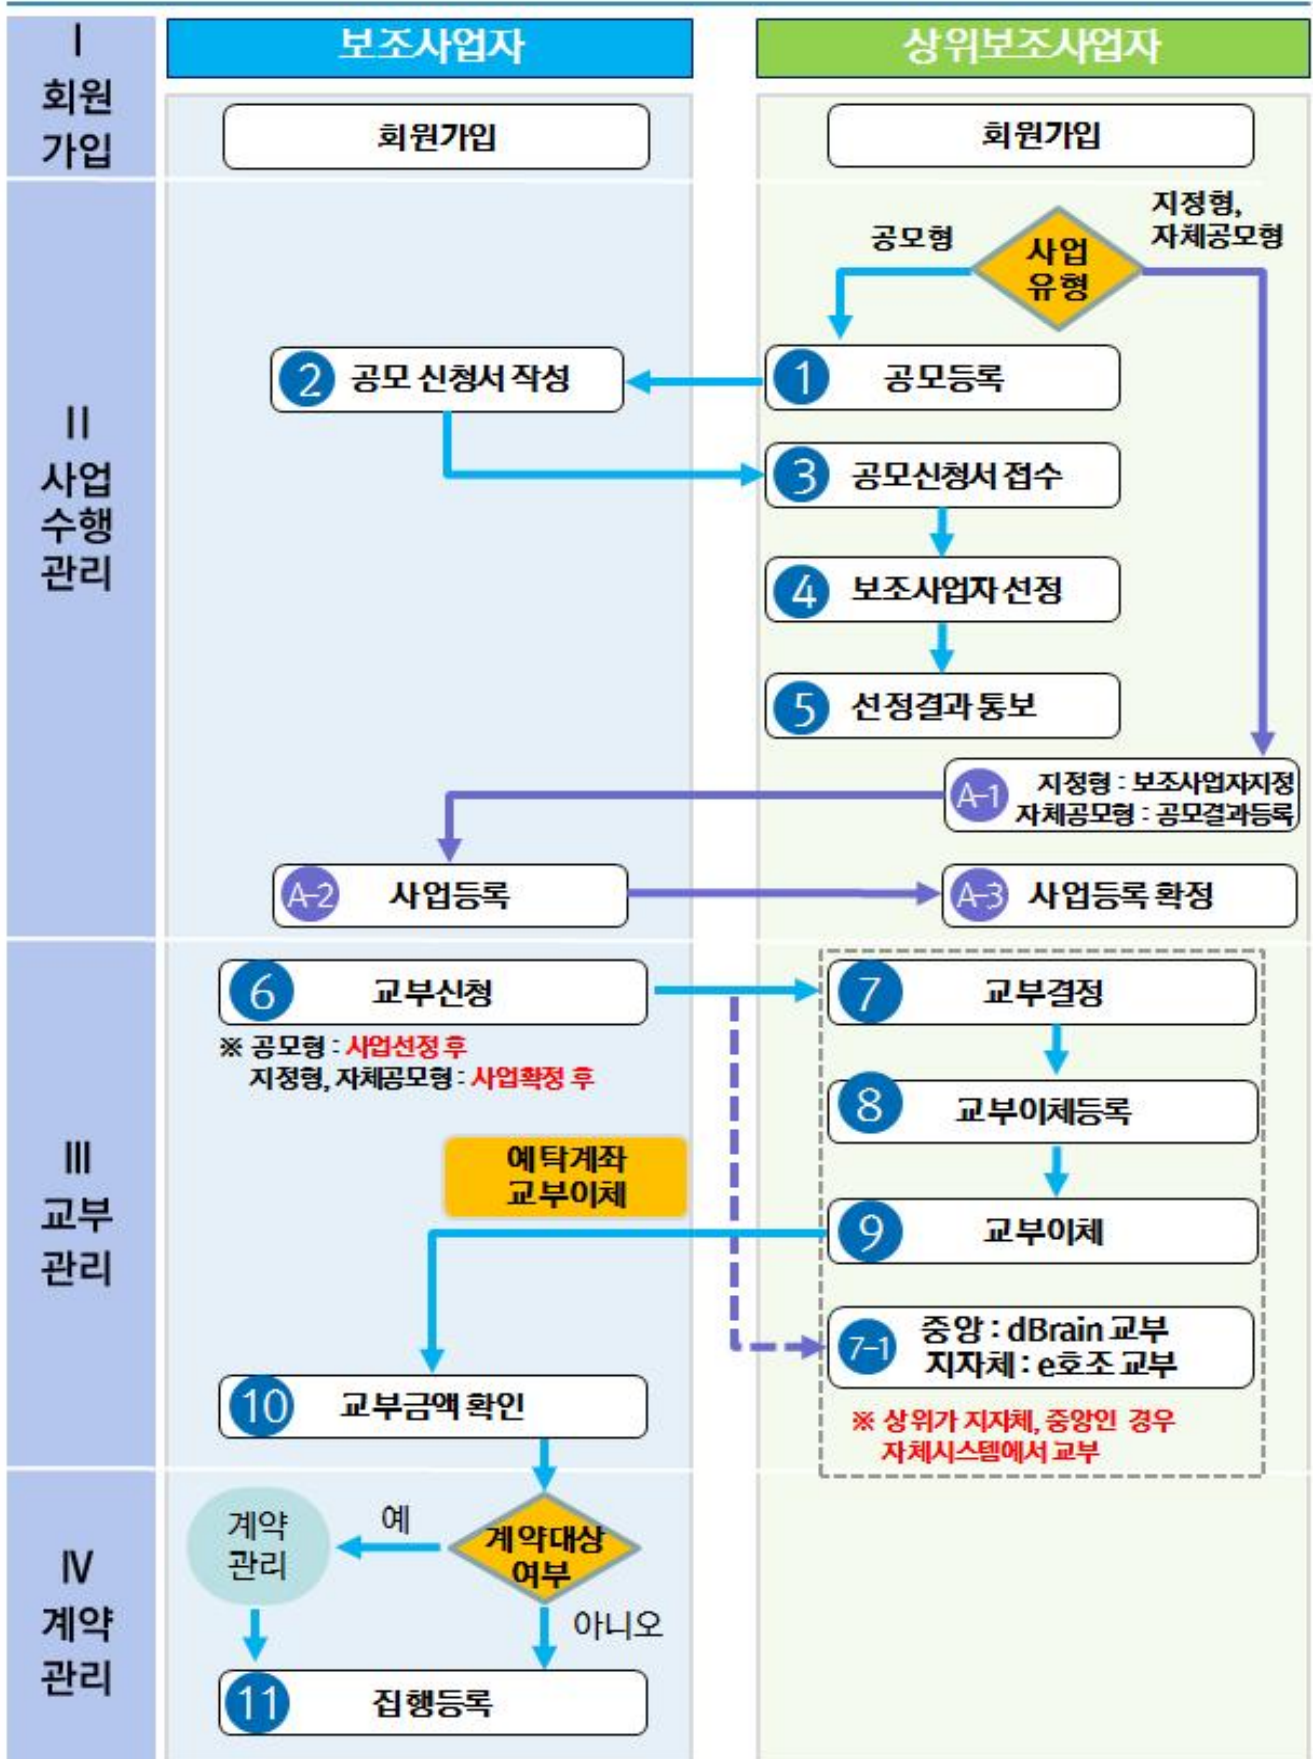 Ⅰ
회원
가입
보조사업자
상위보조사업자
회원가입
회원가입
Ⅱ
사업
수행
관리
공모형
사업
유형
지정형,
자체공모형
2 공모 신청서 작성
1 공모등록
3 공모신청서 접수
4 보조사업자 선정
5 선정결과 통보
A-1 지정형 : 보조사업자지정
자체공모형 : 공모결과등록
A-2 사업등록
A-3 사업등록 확정
Ⅲ
교부
관리
6 교부신청
※ 공모형 : 사업선정 후
지정형, 자체공모형 : 사업확정 후
7 교부결정
8 교부이체등록
예탁계좌
교부이체
9 교부이체
7-1 중앙 : dBrain 교부
지자체 : e호조 교부
※ 상위가 지지체, 중앙인 경우
자체시스템에서 교부
10 교부금액 확인
Ⅳ
계약
관리
계약
관리
예
계약대상
여부
아니오
11 집행등록